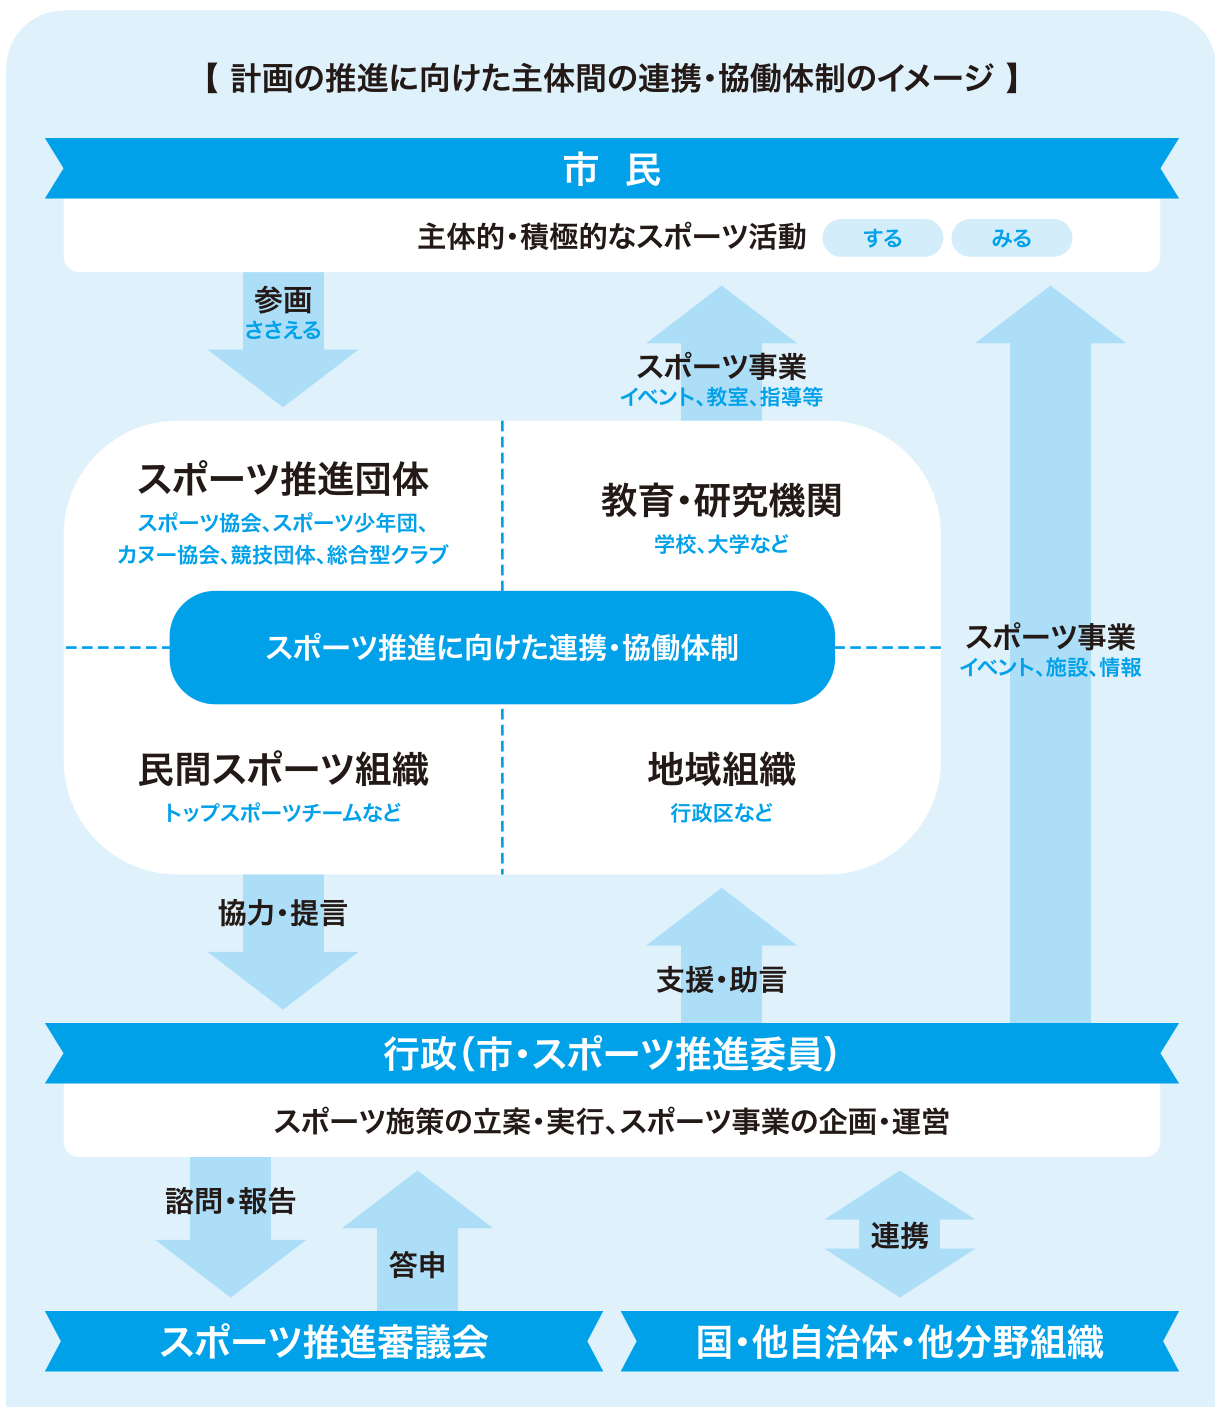 【 計画の推進に向けた主体間の連携・協働体制のイメージ 】
市 民
主体的・積極的なスポーツ活動 する みる
参画
ささえる
スポーツ事業
イベント、教室、指導等
スポーツ推進団体
スポーツ協会、スポーツ少年団、
カヌー協会、競技団体、総合型クラブ
教育・研究機関
学校、大学など
スポーツ推進に向けた連携・協働体制
スポーツ事業
イベント、施設、情報
民間スポーツ組織
トップスポーツチームなど
地域組織
行政区など
協力・提言
支援・助言
行政（市・スポーツ推進委員）
スポーツ施策の立案・実行、スポーツ事業の企画・運営
諮問・報告
答申
連携
スポーツ推進審議会
国・他自治体・他分野組織